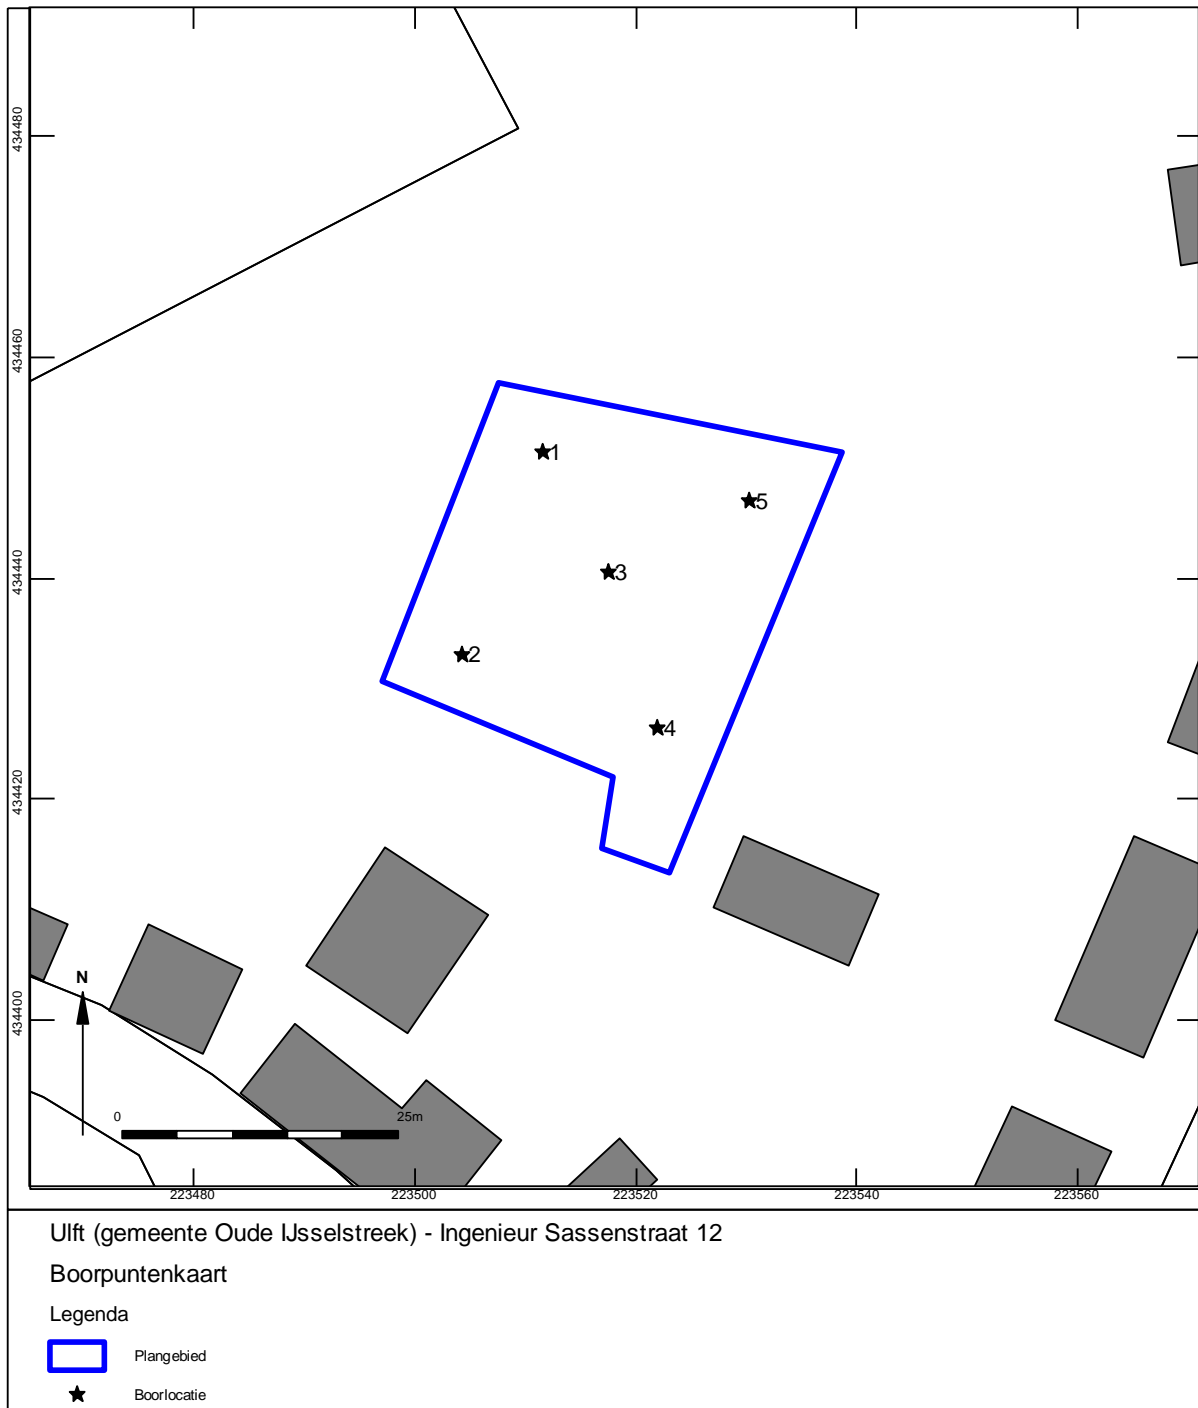 434480
434460
434440
434420
434400
1
5
3
2
4
N
0 25m
223480 223500 223520 223540 223560
Ulft (gemeente Oude IJsselstreek) - Ingenieur Sassenstraat 12
Boorpuntenkaart
Legenda
Plangebied
Boorlocatie